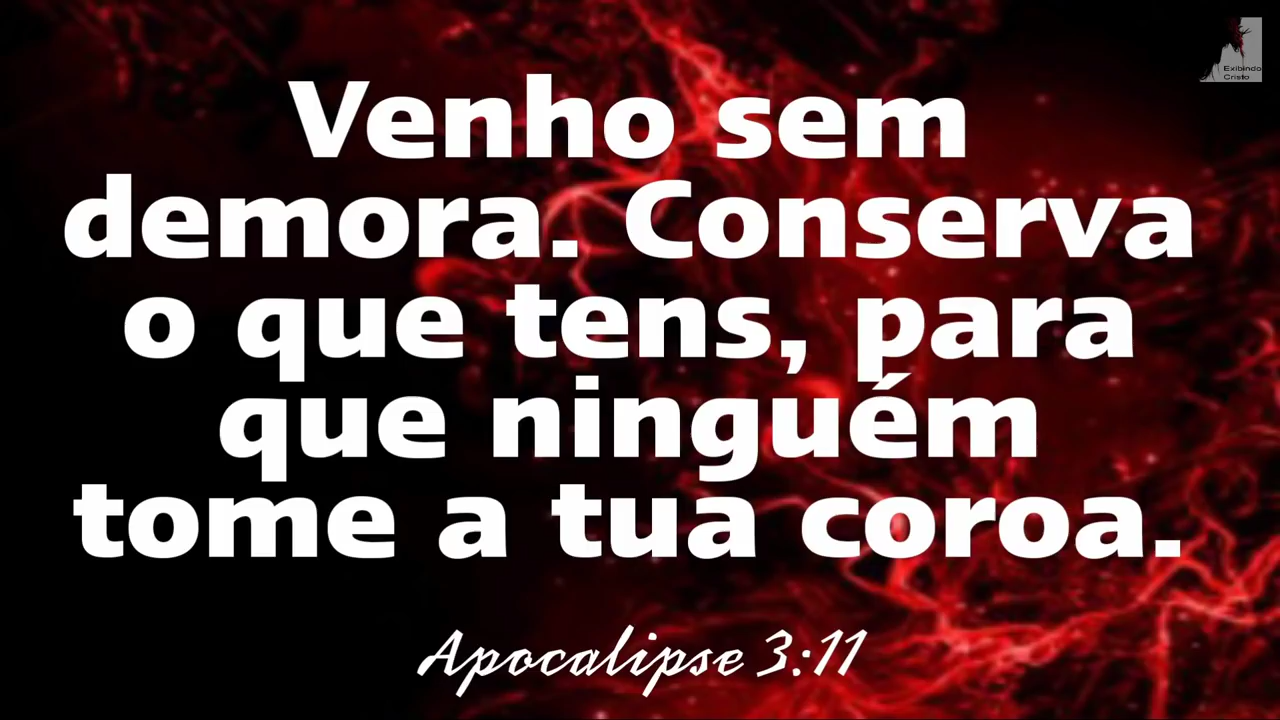 Exibindo
Cristo
Venho sem
demora. Conserva
o que tens, para
que ninguém
tome a tua coroa.
Apocalipse 3:11